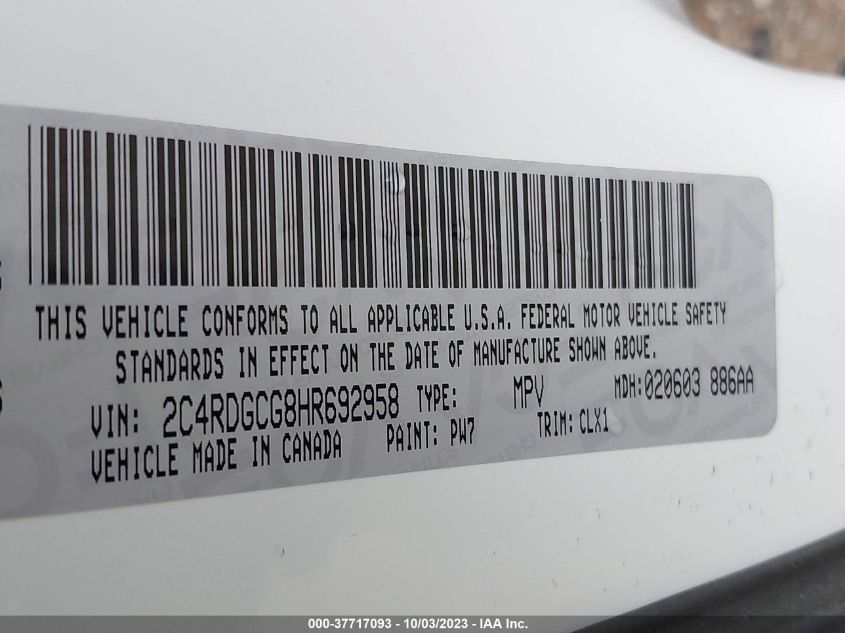 THIS VEHICLE CONFORMS TO ALL APPLICABLE U.S.A. FEDERAL MOTOR VEHICLE SAFETY
STANDARDS IN EFFECT ON THE DATE OF MANUFACTURE SHOWN ABOVE.
VIN: 2C4RDGCG8HR692958 TYPE: MPV MDH:020603 886AA
VEHICLE MADE IN CANADA PAINT: PW7 TRIM: CLX1
000-37717093 - 10/03/2023 - IAA Inc.